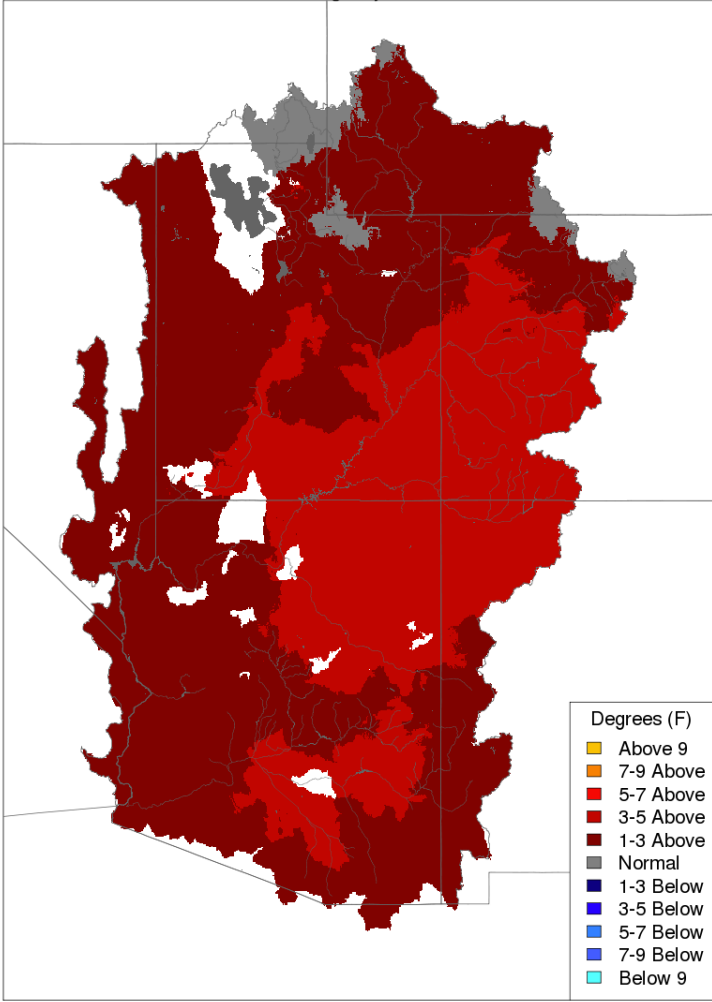 Degrees (F)
Above 9
7-9 Above
5-7 Above
3-5 Above
1-3 Above
Normal
1-3 Below
3-5 Below
5-7 Below
7-9 Below
Below 9